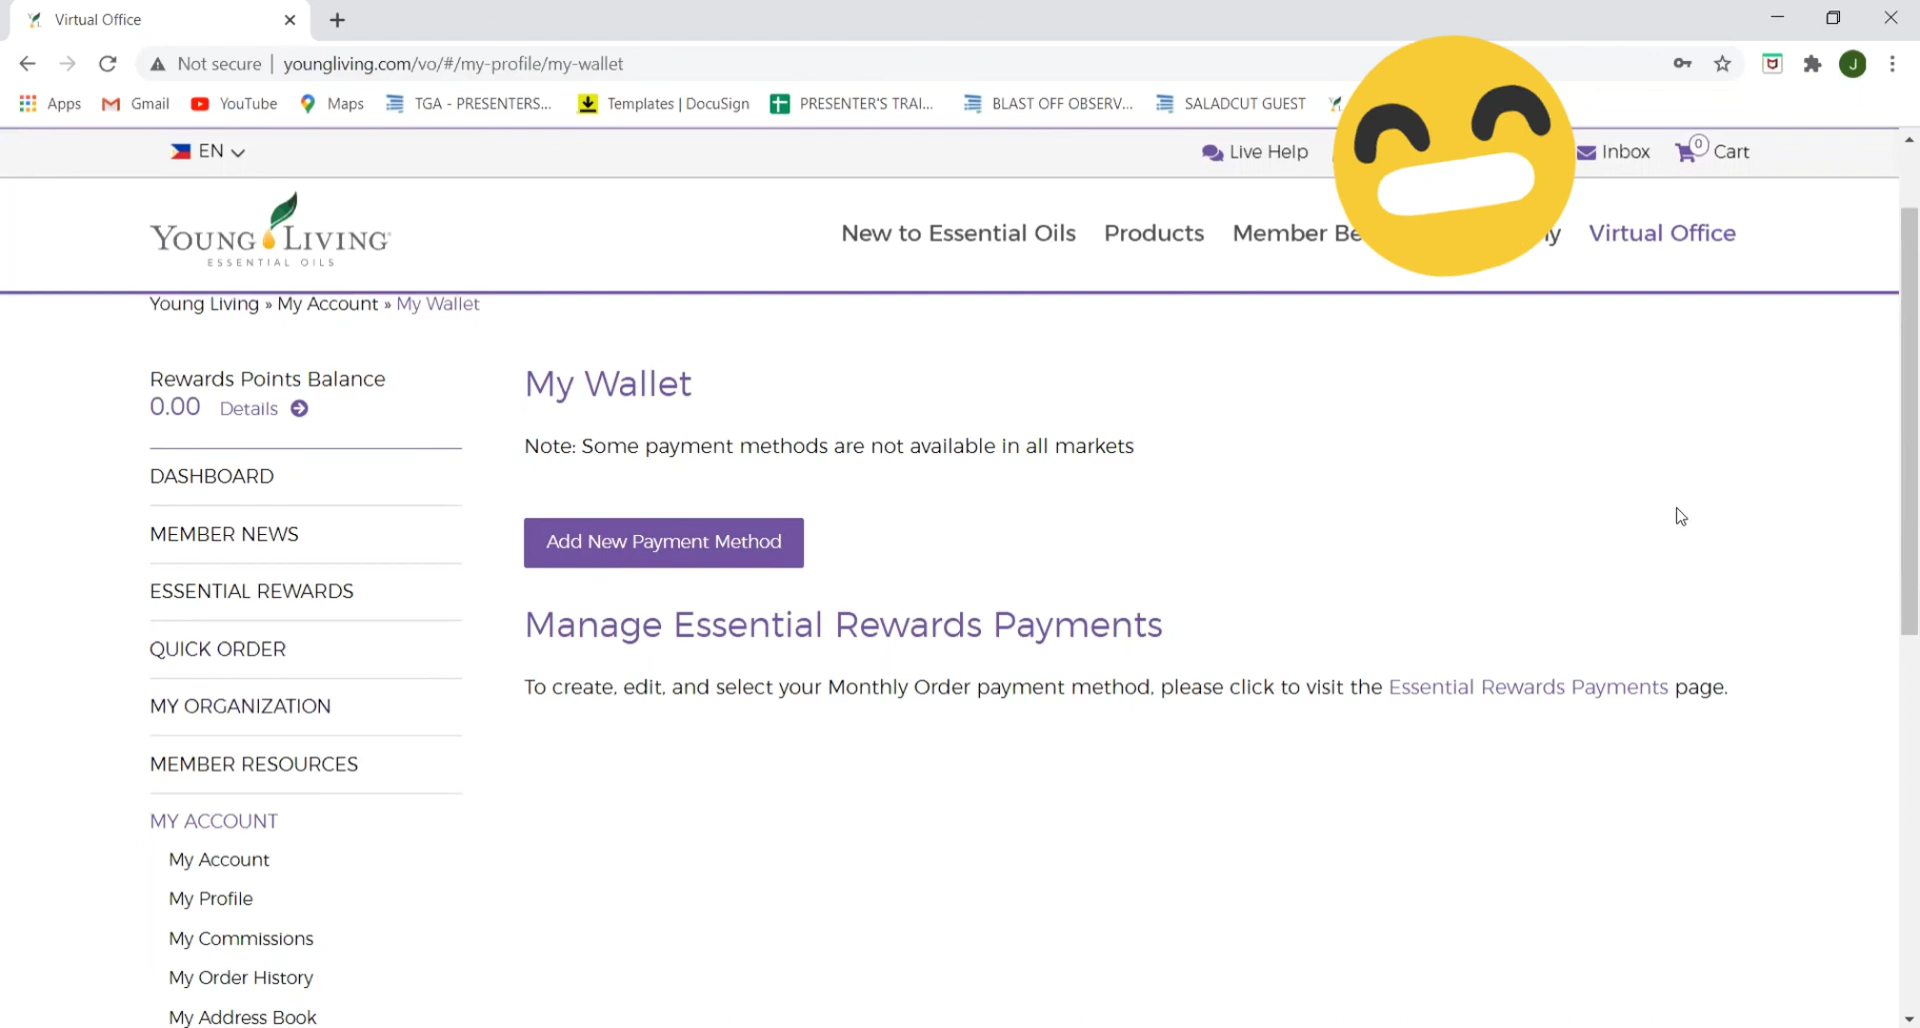 Virtual Office
Not secure | youngliving.com/vo/#/my-profile/my-wallet
J
Apps Gmail YouTube Maps TGA - PRESENTERS... Templates | DocuSign PRESENTER'S TRAI... BLAST OFF OBSERV... SALADCUT GUEST
EN Live Help Inbox 0 Cart
YOUNG LIVING
ESSENTIAL OILS
New to Essential Oils Products Member Virtual Office
Young Living » My Account » My Wallet
Rewards Points Balance
0.00 Details
DASHBOARD
MEMBER NEWS
ESSENTIAL REWARDS
QUICK ORDER
MY ORGANIZATION
MEMBER RESOURCES
MY ACCOUNT
My Account
My Profile
My Commissions
My Order History
My Address Book
My Wallet
Note: Some payment methods are not available in all markets
Add New Payment Method
Manage Essential Rewards Payments
To create, edit, and select your Monthly Order payment method, please click to visit the Essential Rewards Payments page.